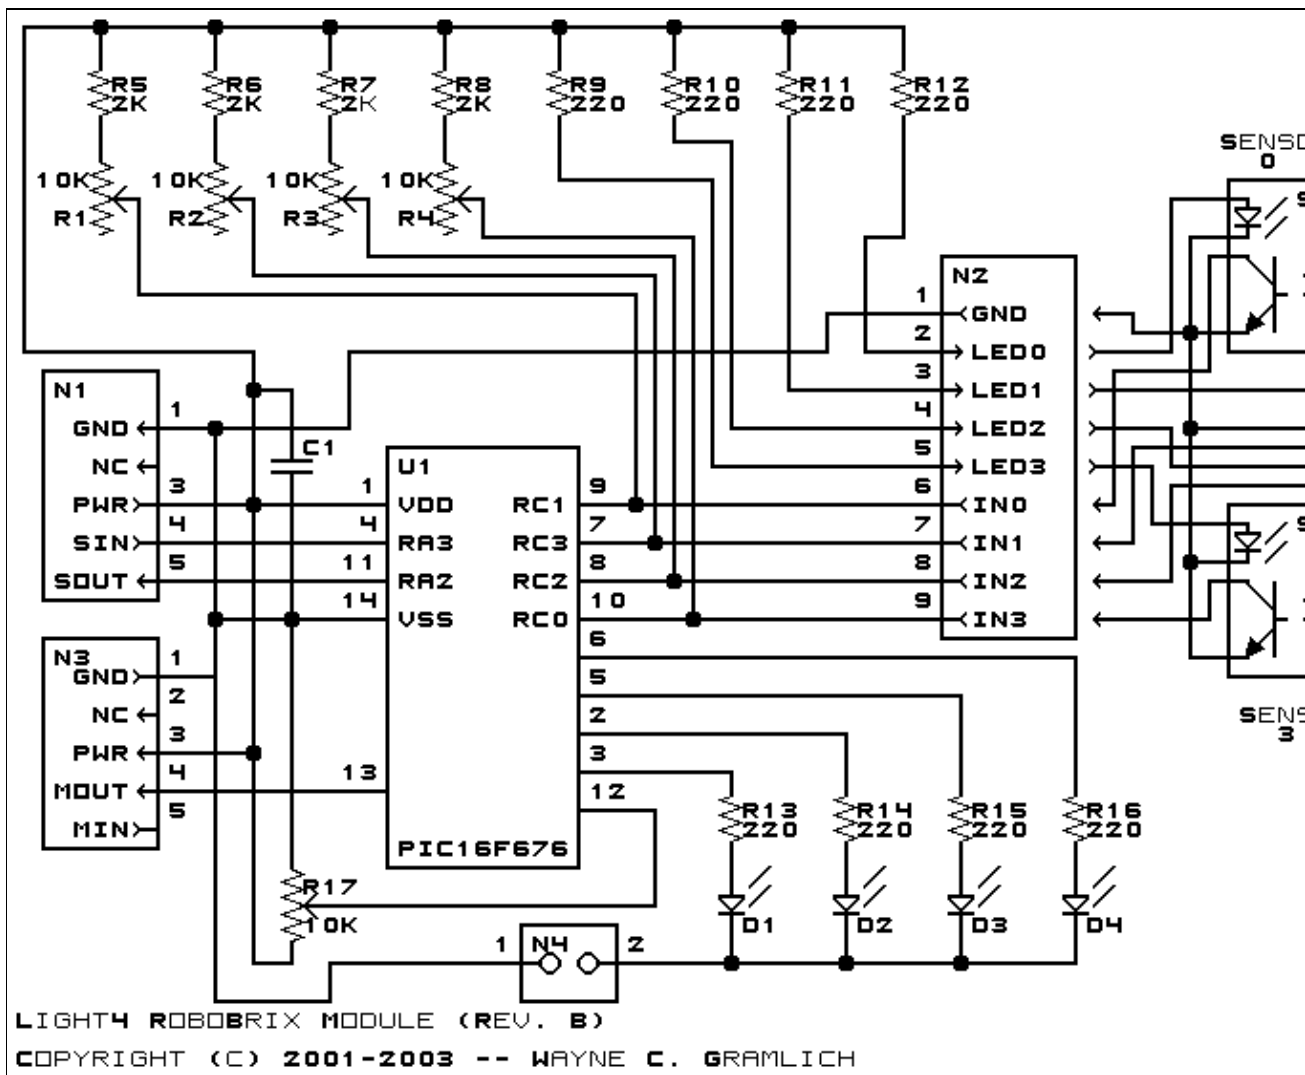 R5 R6 R7 R8 R9 R10 R11 R12
2K 2K 2K 2K 220 220 220 220
SENSO
0
10K 10K 10K 10K
R1 R2 R3 R4
S
N2
1 GND
2 LED0
3 LED1
4 LED2
5 LED3
6 IN0
7 IN1
8 IN2
9 IN3
N1
GND 1
NC
PWR 3
SIN 4
SOUT 5
C1
U1
1 VDD RC1 9
4 RA3 RC3 7
11 RA2 RC2 8
14 VSS RC0 10
6
5
2
3
13 12
PIC16F676
S
SENS
3
N3
GND 1
NC 2
PWR 3
MOUT 4
MIN 5
R13 R14 R15 R16
220 220 220 220
R17
10K
D1 D2 D3 D4
1 N4 2
LIGHT4 ROBOBRIX MODULE (REV. B)
COPYRIGHT (C) 2001-2003 -- WAYNE C. GRAMLICH